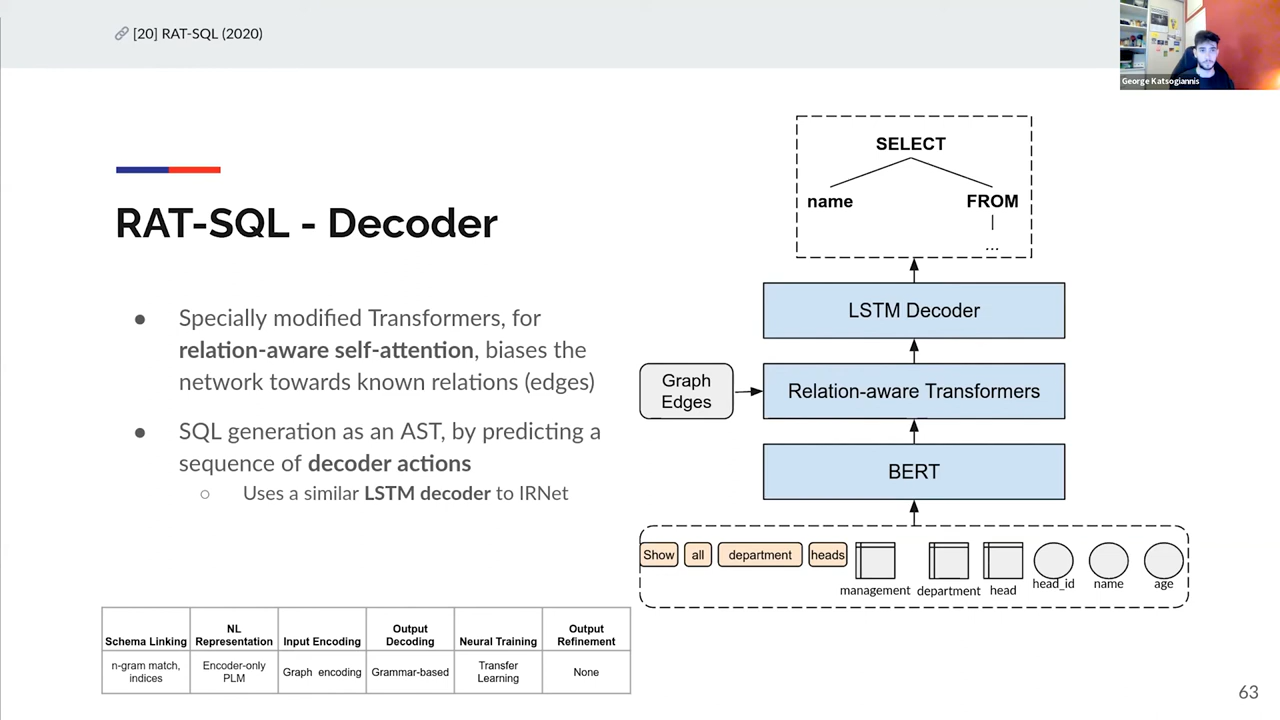 [20] RAT-SQL (2020)
George Katsogiannis
RAT-SQL - Decoder
● Specially modified Transformers, for
relation-aware self-attention, biases the
network towards known relations (edges)
● SQL generation as an AST, by predicting a
sequence of decoder actions
○ Uses a similar LSTM decoder to IRNet
SELECT
name FROM
...
LSTM Decoder
Graph
Edges
Relation-aware Transformers
BERT
Show all department heads
management department head head_id name age
Schema Linking
NL
Representation
Input Encoding
Output
Decoding
Neural Training
Output
Refinement
n-gram match,
indices
Encoder-only
PLM
Graph encoding
Grammar-based
Transfer
Learning
None
63